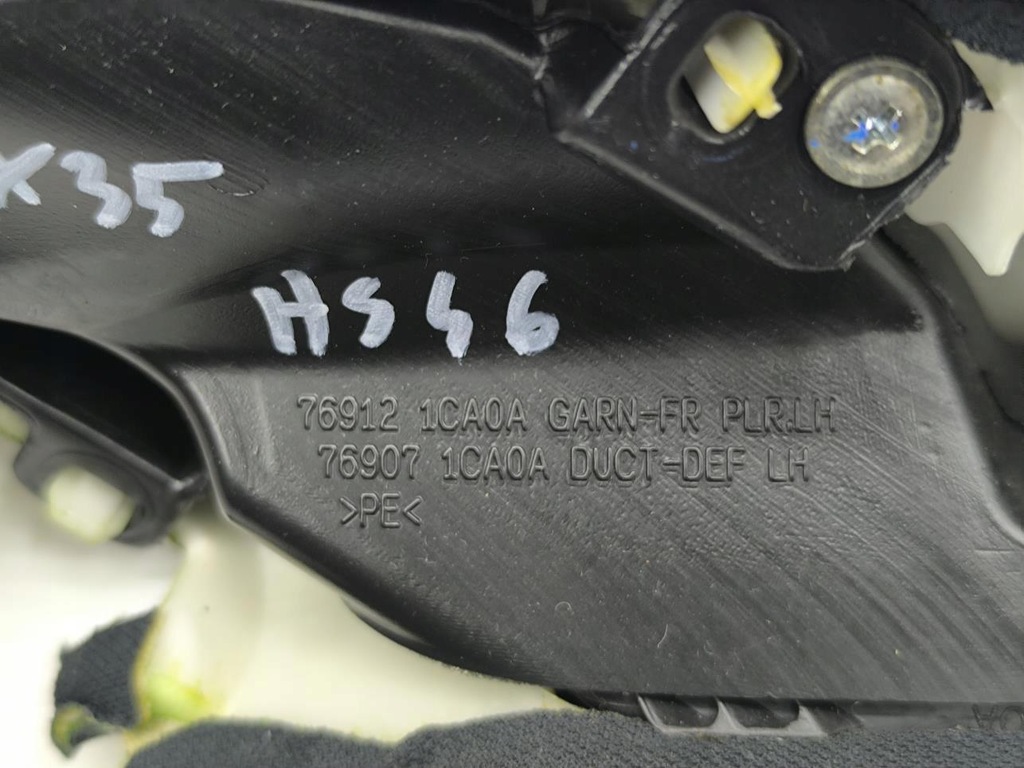 X35
HS46
76912 1CA0A GARN-FR PLR.LH
76907 1CA0A DUCT-DEF LH
>PE<